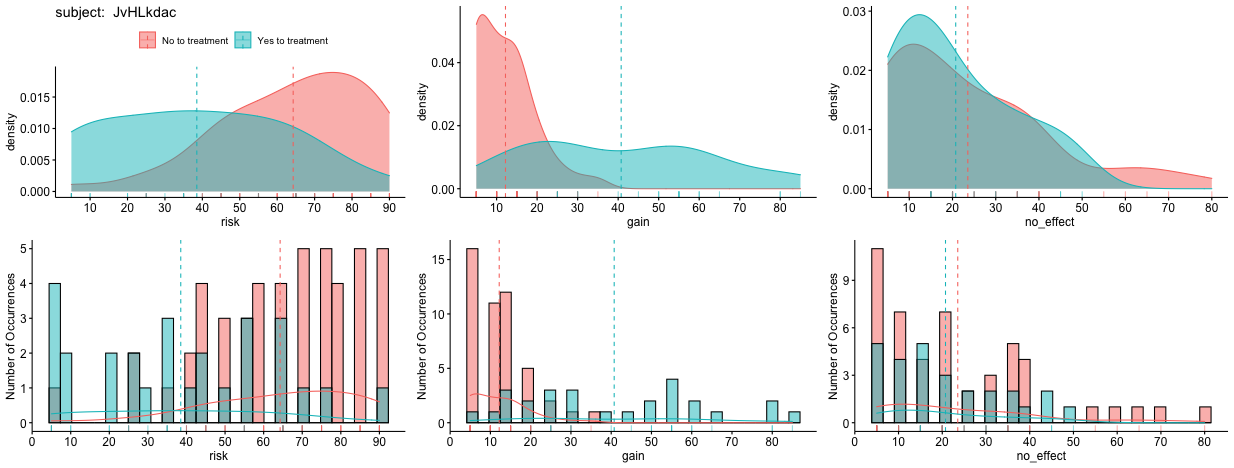 subject: JvHLkdac
No to treatment Yes to treatment
density
0.015
0.010
0.005
0.000
10 20 30 40 50 60 70 80 90
risk
density
0.04
0.02
0.00
10 20 30 40 50 60 70 80
gain
density
0.03
0.02
0.01
0.00
10 20 30 40 50 60 70 80
no_effect
Number of Occurrences
5
4
3
2
1
0
0 10 20 30 40 50 60 70 80 90
risk
Number of Occurrences
15
10
5
0
0 10 20 30 40 50 60 70 80
gain
Number of Occurrences
9
6
3
0
0 10 20 30 40 50 60 70 80
no_effect